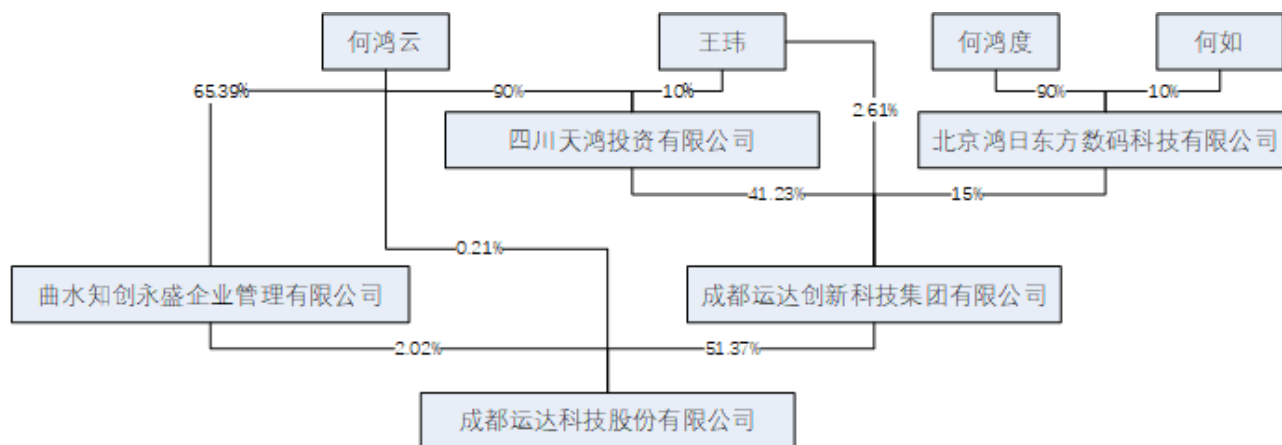 何鸿云
王玮
何鸿度
何如
65.39%
90%
10%
2.61%
90%
10%
四川天鸿投资有限公司
北京鸿日东方数码科技有限公司
41.23%
15%
0.21%
曲水知创永盛企业管理有限公司
成都运达创新科技集团有限公司
2.02%
51.37%
成都运达科技股份有限公司